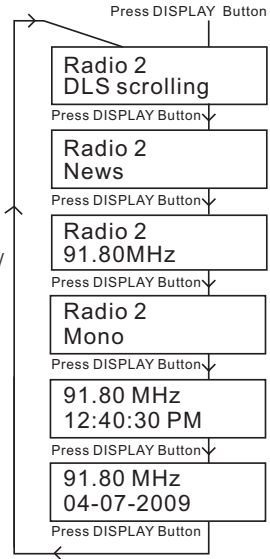 Press DISPLAY Button
Radio 2
DLS scrolling
Press DISPLAY Button
Radio 2
News
Press DISPLAY Button
Radio 2
91.80MHz
Press DISPLAY Button
Radio 2
Mono
Press DISPLAY Button
91.80 MHz
12:40:30 PM
Press DISPLAY Button
91.80 MHz
04-07-2009
Press DISPLAY Button